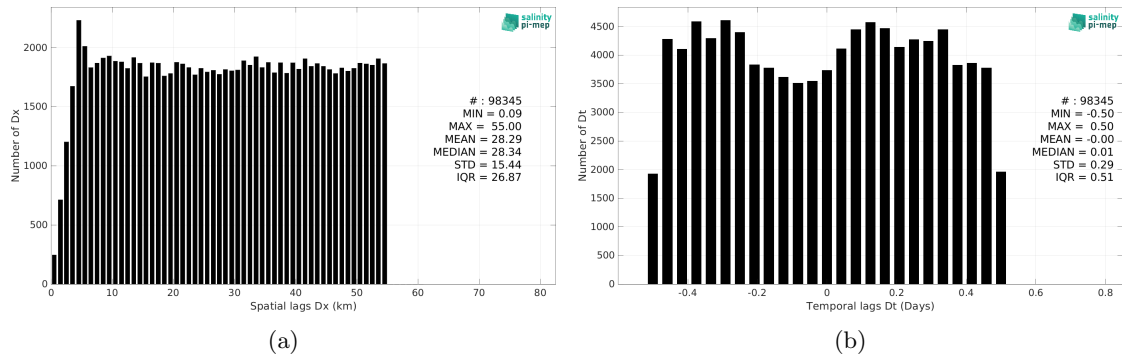 2000
1500
1000
500
0
0 10 20 30 40 50 60 70 80
Number of Dx
Spatial lags Dx (km)
salinity
pi-mep
# : 98345
MIN = 0.09
MAX = 55.00
MEAN = 28.29
MEDIAN = 28.34
STD = 15.44
IQR = 26.87
(a)
4500
4000
3500
3000
2500
2000
1500
1000
500
0
-0.4 -0.2 0 0.2 0.4 0.6 0.8
Number of Dt
Temporal lags Dt (Days)
salinity
pi-mep
# : 98345
MIN = -0.50
MAX = 0.50
MEAN = -0.00
MEDIAN = 0.01
STD = 0.29
IQR = 0.51
(b)